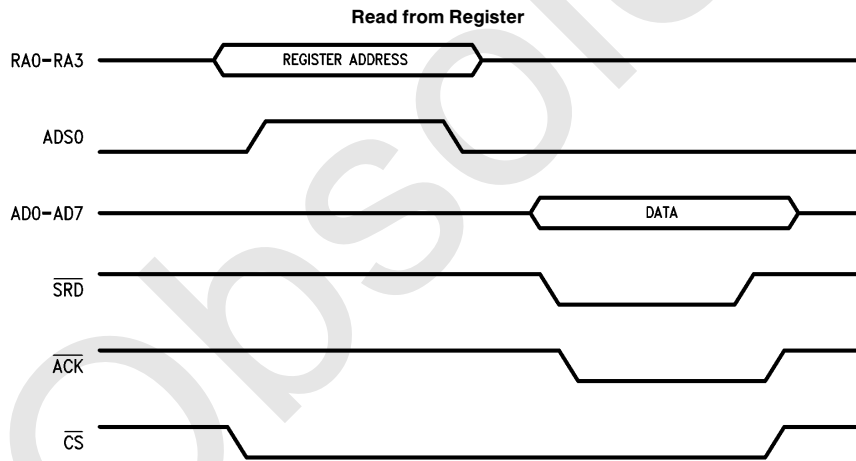 Read from Register
RA0-RA3
REGISTER ADDRESS
ADS0
AD0-AD7
DATA
SRD
ACK
CS